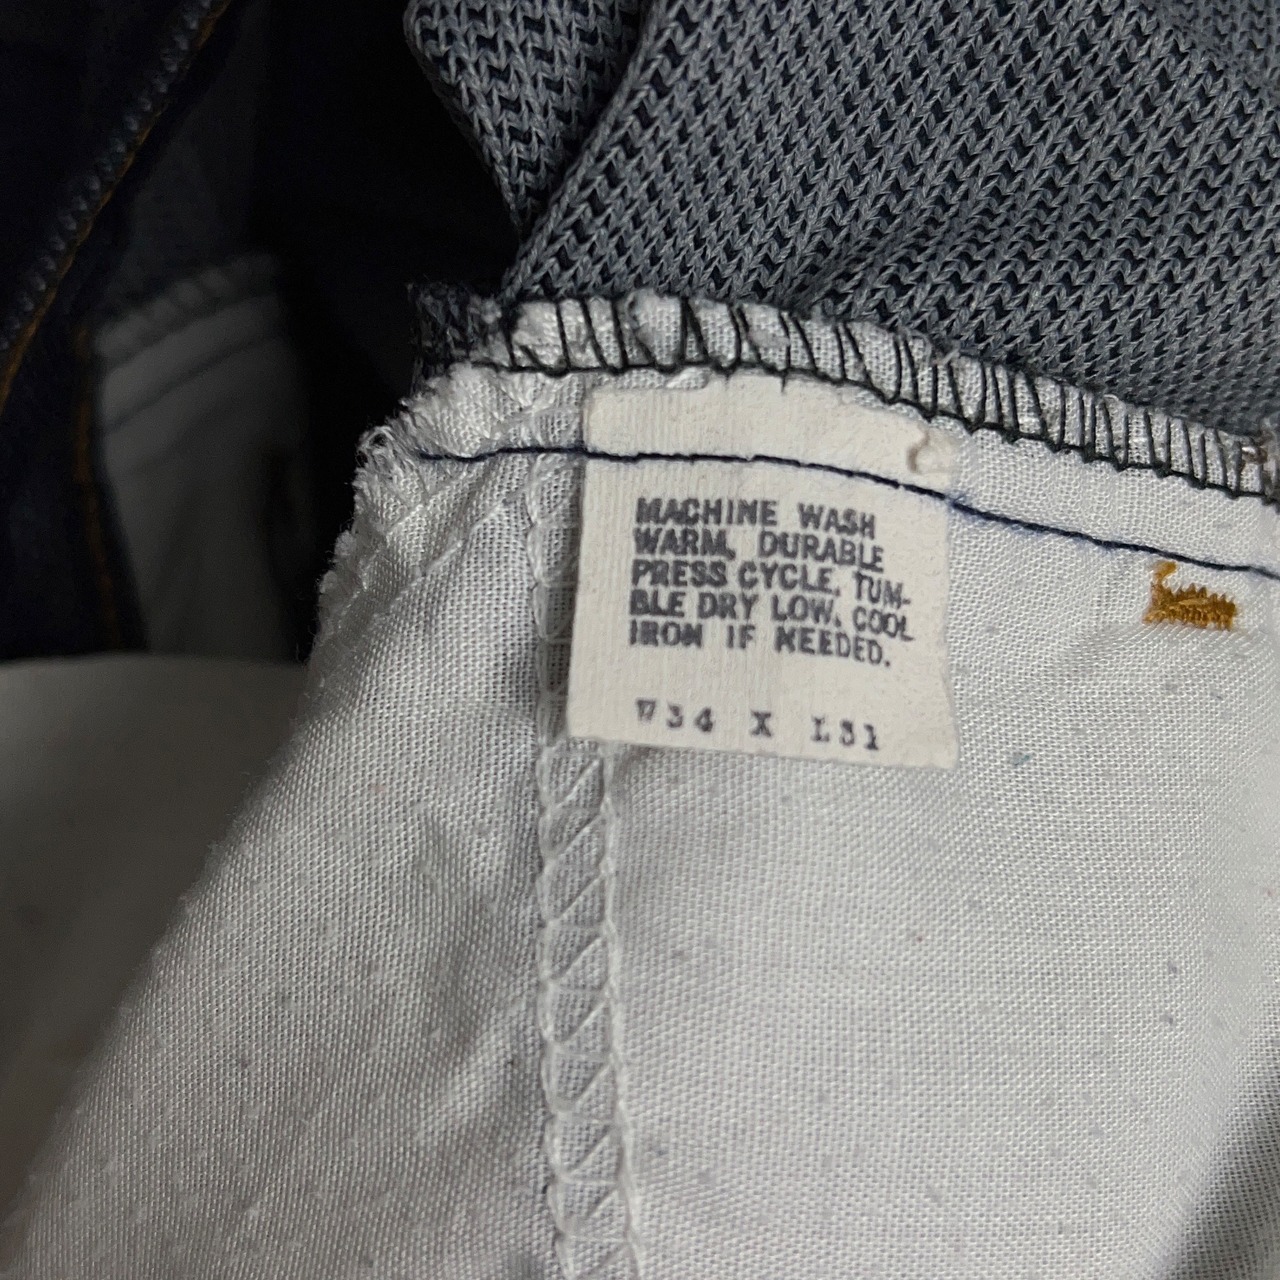 MACHINE WASH
WARM, DURABLE
PRESS CYCLE, TUM-
BLE DRY LOW, COOL
IRON IF NEEDED.
W34 X L31